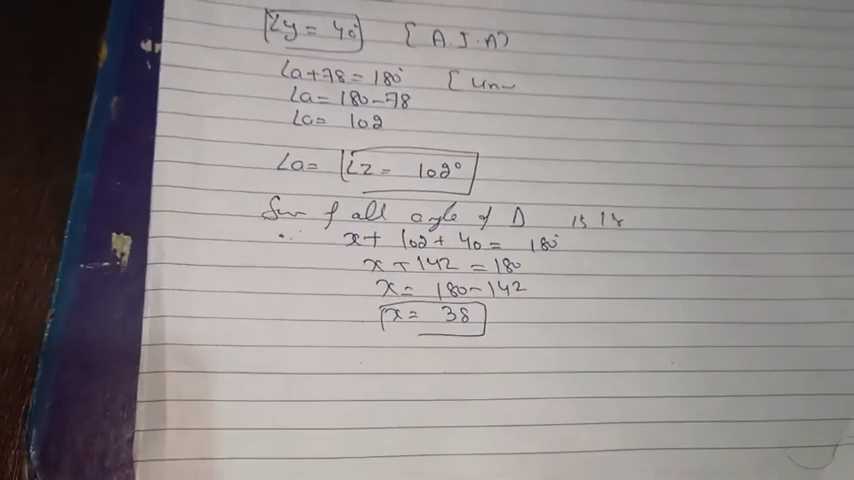 ∠y = 40° [A.I.A]
∠a+78 = 180° [Lin
∠a = 180-78
∠a = 102
∠a = ∠z = 102°
Sum of all angle of Δ is 18
∴ x + 102 + 40 = 180°
x + 142 = 180
x = 180-142
x = 38